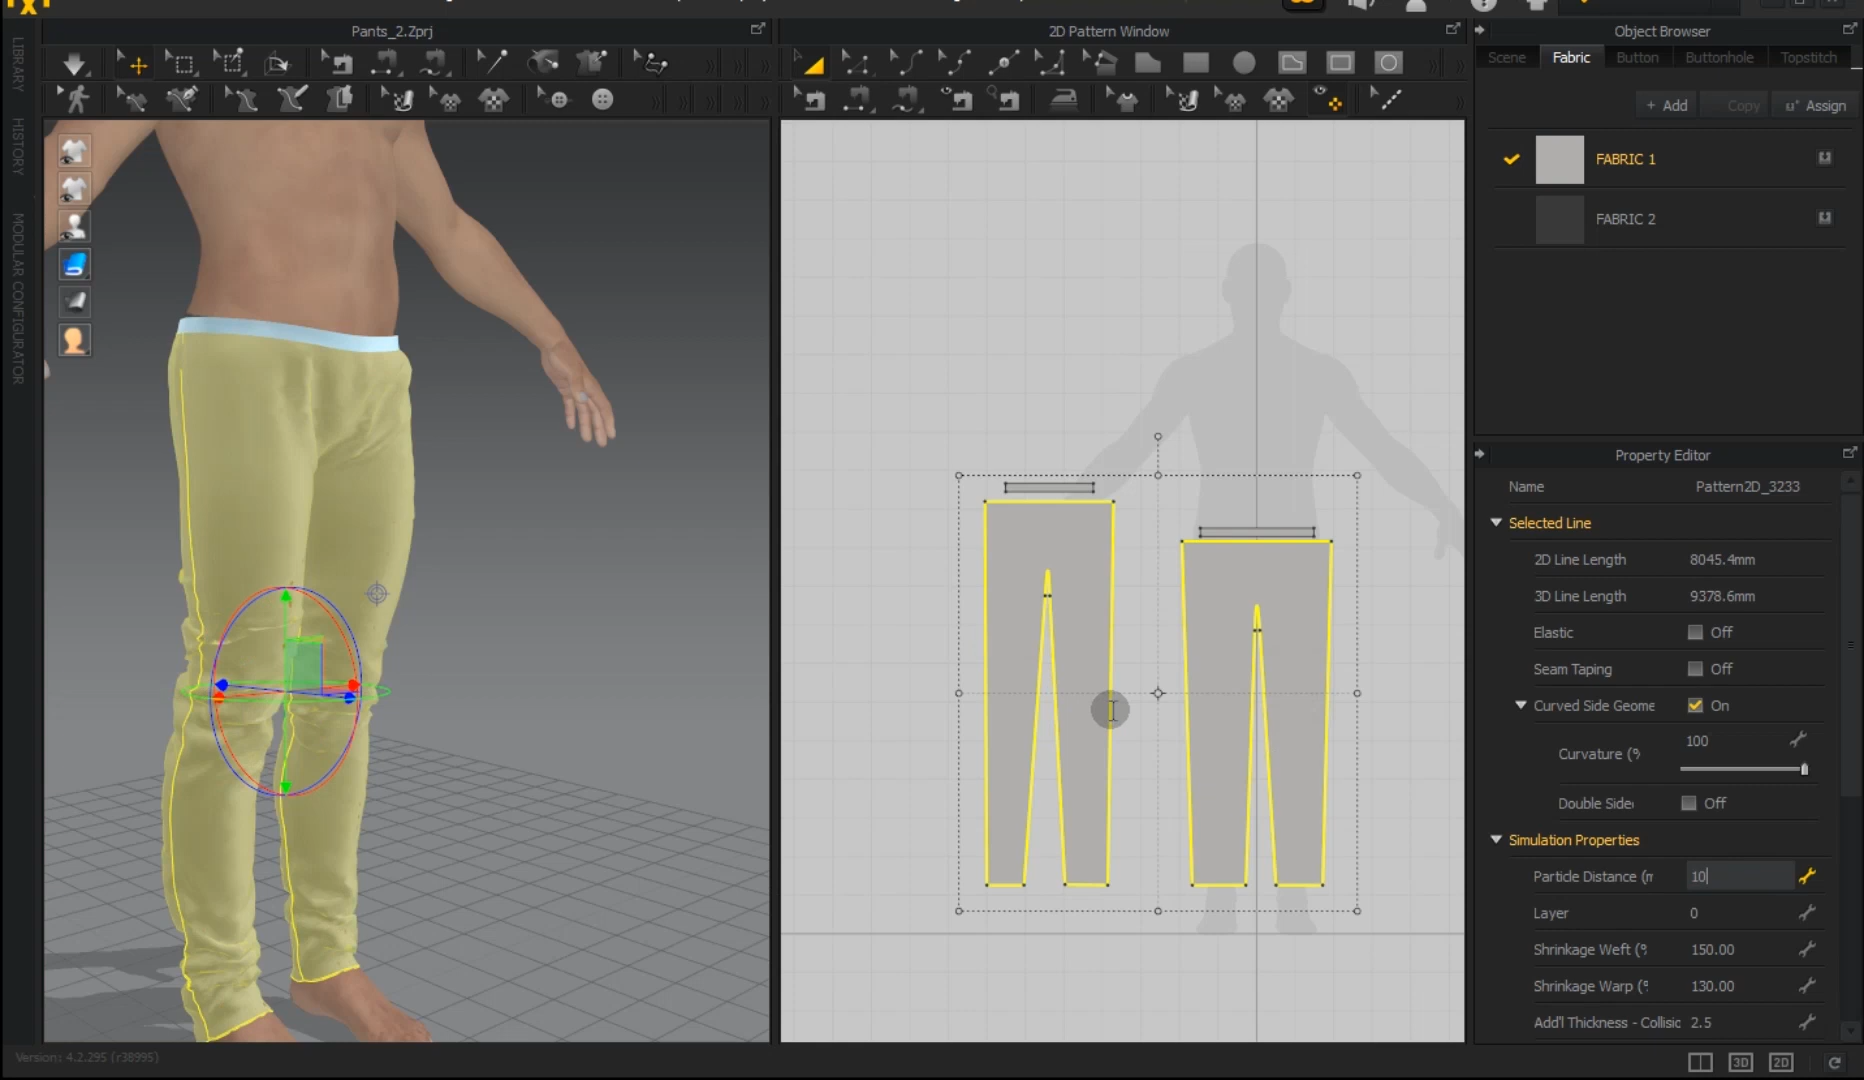 Pants_2.Zprj
2D Pattern Window
Object Browser
LIBRARY
HISTORY
MODULAR CONFIGURATOR
Scene
Fabric
Button
Buttonhole
Topstitch
+ Add
Copy
Assign
FABRIC 1
FABRIC 2
Property Editor
Name
Pattern2D_3233
Selected Line
2D Line Length
8045.4mm
3D Line Length
9378.6mm
Elastic
Off
Seam Taping
Off
Curved Side Geome
On
Curvature (%
100
Double Side
Off
Simulation Properties
Particle Distance (m
10
Layer
0
Shrinkage Weft (%
150.00
Shrinkage Warp (%
130.00
Add'l Thickness - Collisic
2.5
Version: 4.2.295 (r38995)
3D
2D